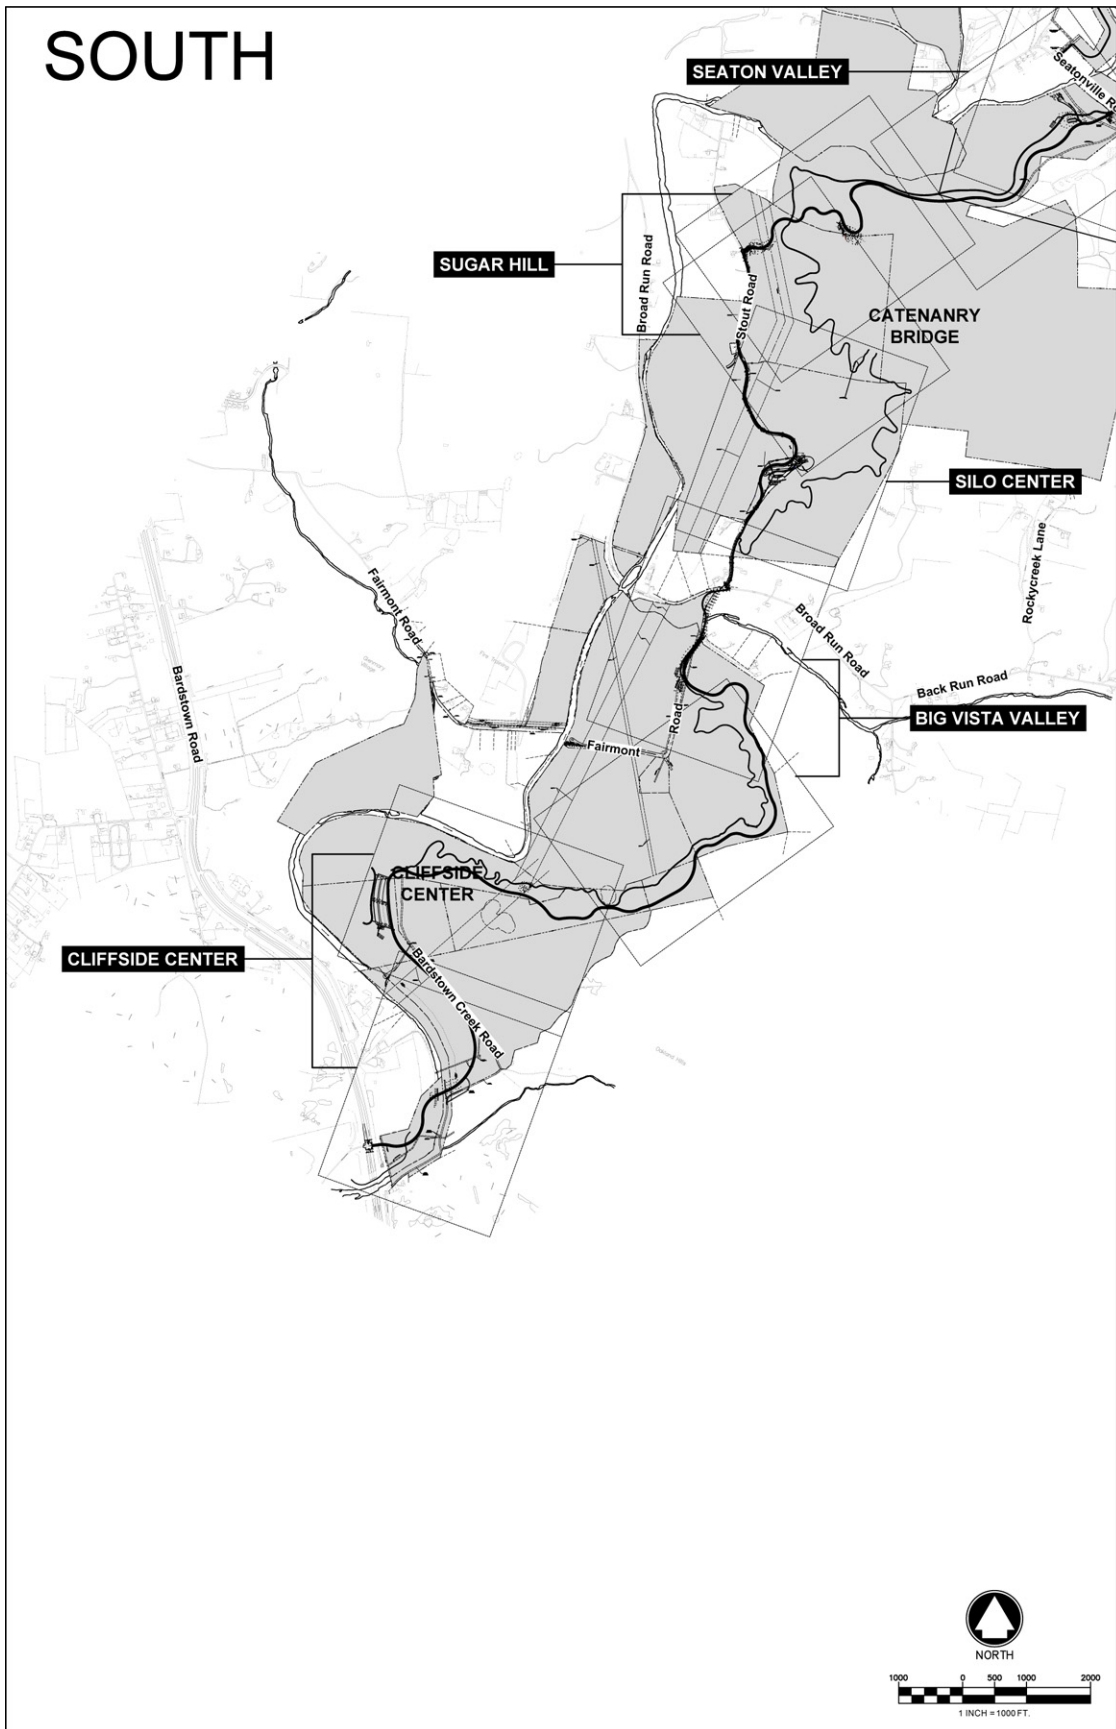 SOUTH
SEATON VALLEY
Seatonville Ro
SUGAR HILL
Broad Run Road
Stout Road
CATENANRY
BRIDGE
SILO CENTER
Rockycreek Lane
Fairmont Road
Broad Run Road
Back Run Road
BIG VISTA VALLEY
Bardstown Road
Fairmont
Road
CLIFFSIDE
CENTER
CLIFFSIDE CENTER
Bardstown Creek Road
NORTH
1000 0 500 1000 2000
1 INCH = 1000 FT.